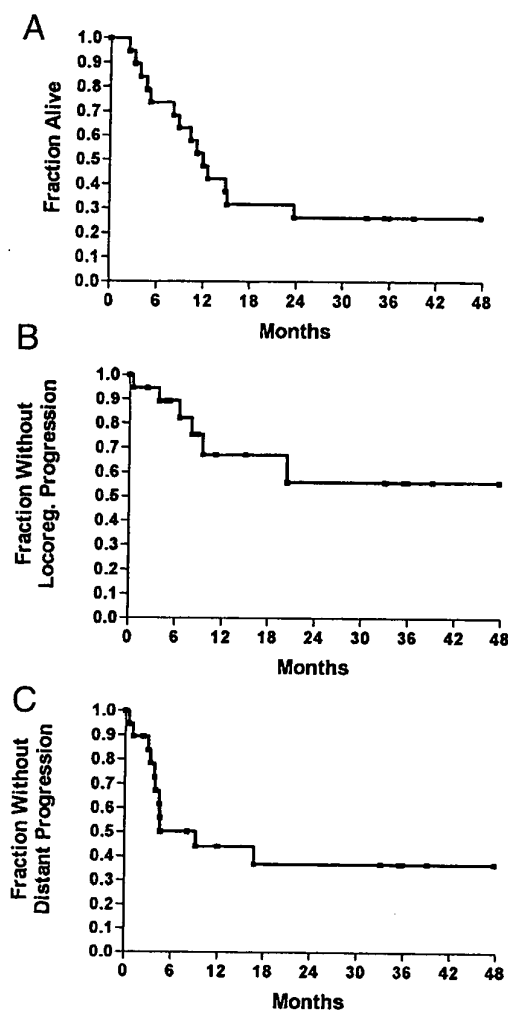 A
1.0
0.9
0.8
0.7
0.6
0.5
0.4
0.3
0.2
0.1
0.0
Fraction Alive
0 6 12 18 24 30 36 42 48
Months
B
1.0
0.9
0.8
0.7
0.6
0.5
0.4
0.3
0.2
0.1
0.0
Fraction Without
Locoreg. Progression
0 6 12 18 24 30 36 42 48
Months
C
1.0
0.9
0.8
0.7
0.6
0.5
0.4
0.3
0.2
0.1
0.0
Fraction Without
Distant Progression
0 6 12 18 24 30 36 42 48
Months